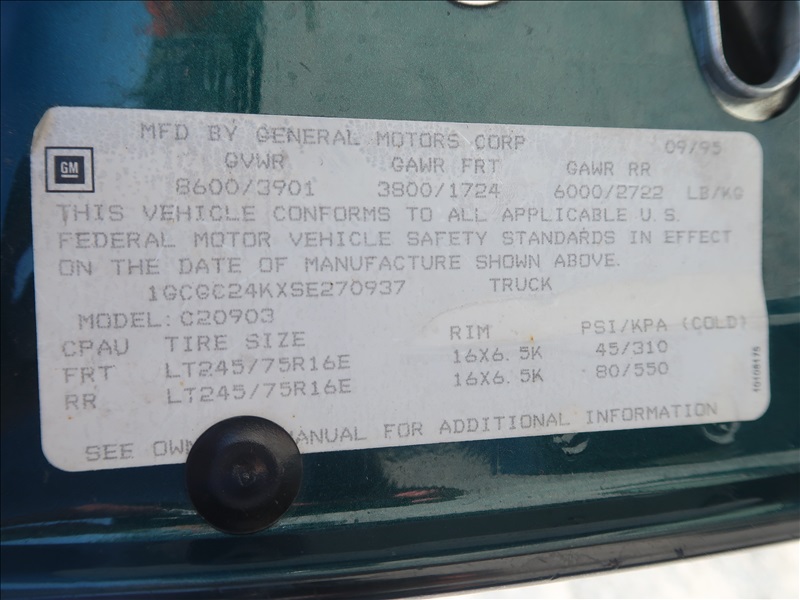 MFD BY GENERAL MOTORS CORP 09/95
GM
GVWR GAWR FRT GAWR RR
8600/3901 3800/1724 6000/2722 LB/KG
THIS VEHICLE CONFORMS TO ALL APPLICABLE U.S.
FEDERAL MOTOR VEHICLE SAFETY STANDARDS IN EFFECT
ON THE DATE OF MANUFACTURE SHOWN ABOVE.
1GCGC24KXSE270937 TRUCK
MODEL: C20903
CPAU TIRE SIZE RIM PSI/KPA (COLD)
FRT LT245/75R16E 16X6.5K 45/310
RR LT245/75R16E 16X6.5K 80/550
SEE FOR ADDITIONAL INFORMATION